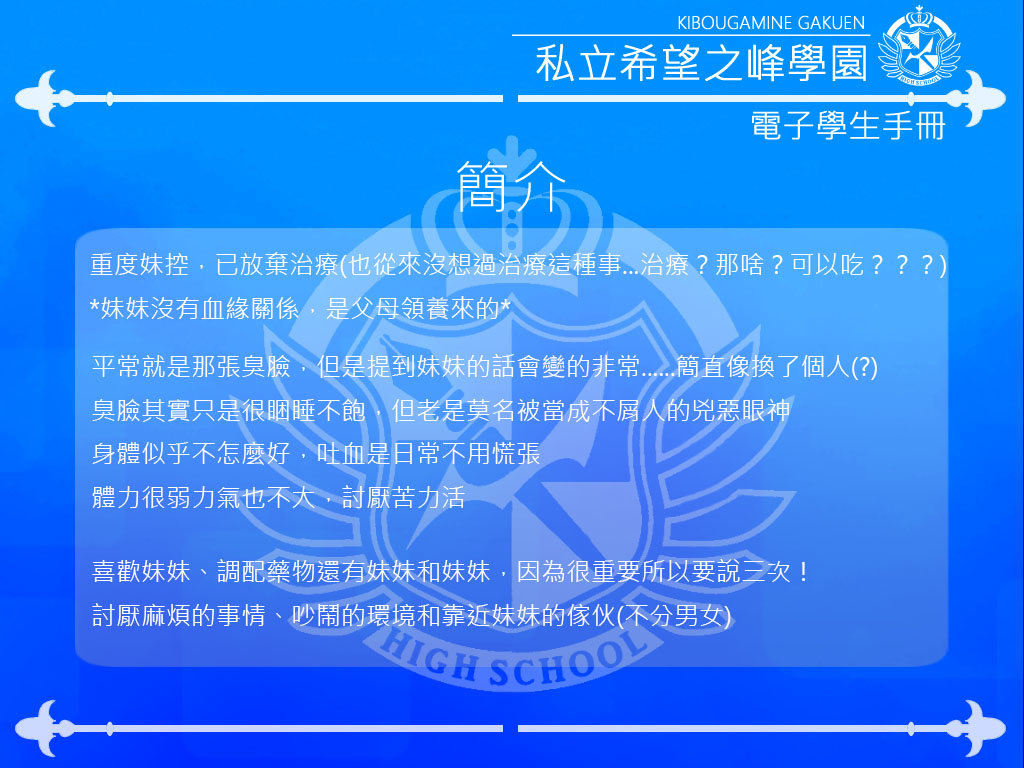 KIBOUGAMINE GAKUEN
私立希望之峰學園
HIGH SCHOOL
電子學生手冊
簡介
重度妹控，已放棄治療(也從來沒想過治療這種事...治療？那啥？可以吃？？？)
*妹妹沒有血緣關係，是父母領養來的*
平常就是那張臭臉，但是提到妹妹的話會變的非常......簡直像換了個人(?)
臭臉其實只是很睏睡不飽，但老是莫名被當成不屑人的兇惡眼神
身體似乎不怎麼好，吐血是日常不用慌張
體力很弱力氣也不大，討厭苦力活
喜歡妹妹、調配藥物還有妹妹和妹妹，因為很重要所以要說三次！
討厭麻煩的事情、吵鬧的環境和靠近妹妹的傢伙(不分男女)
HIGH SCHOOL